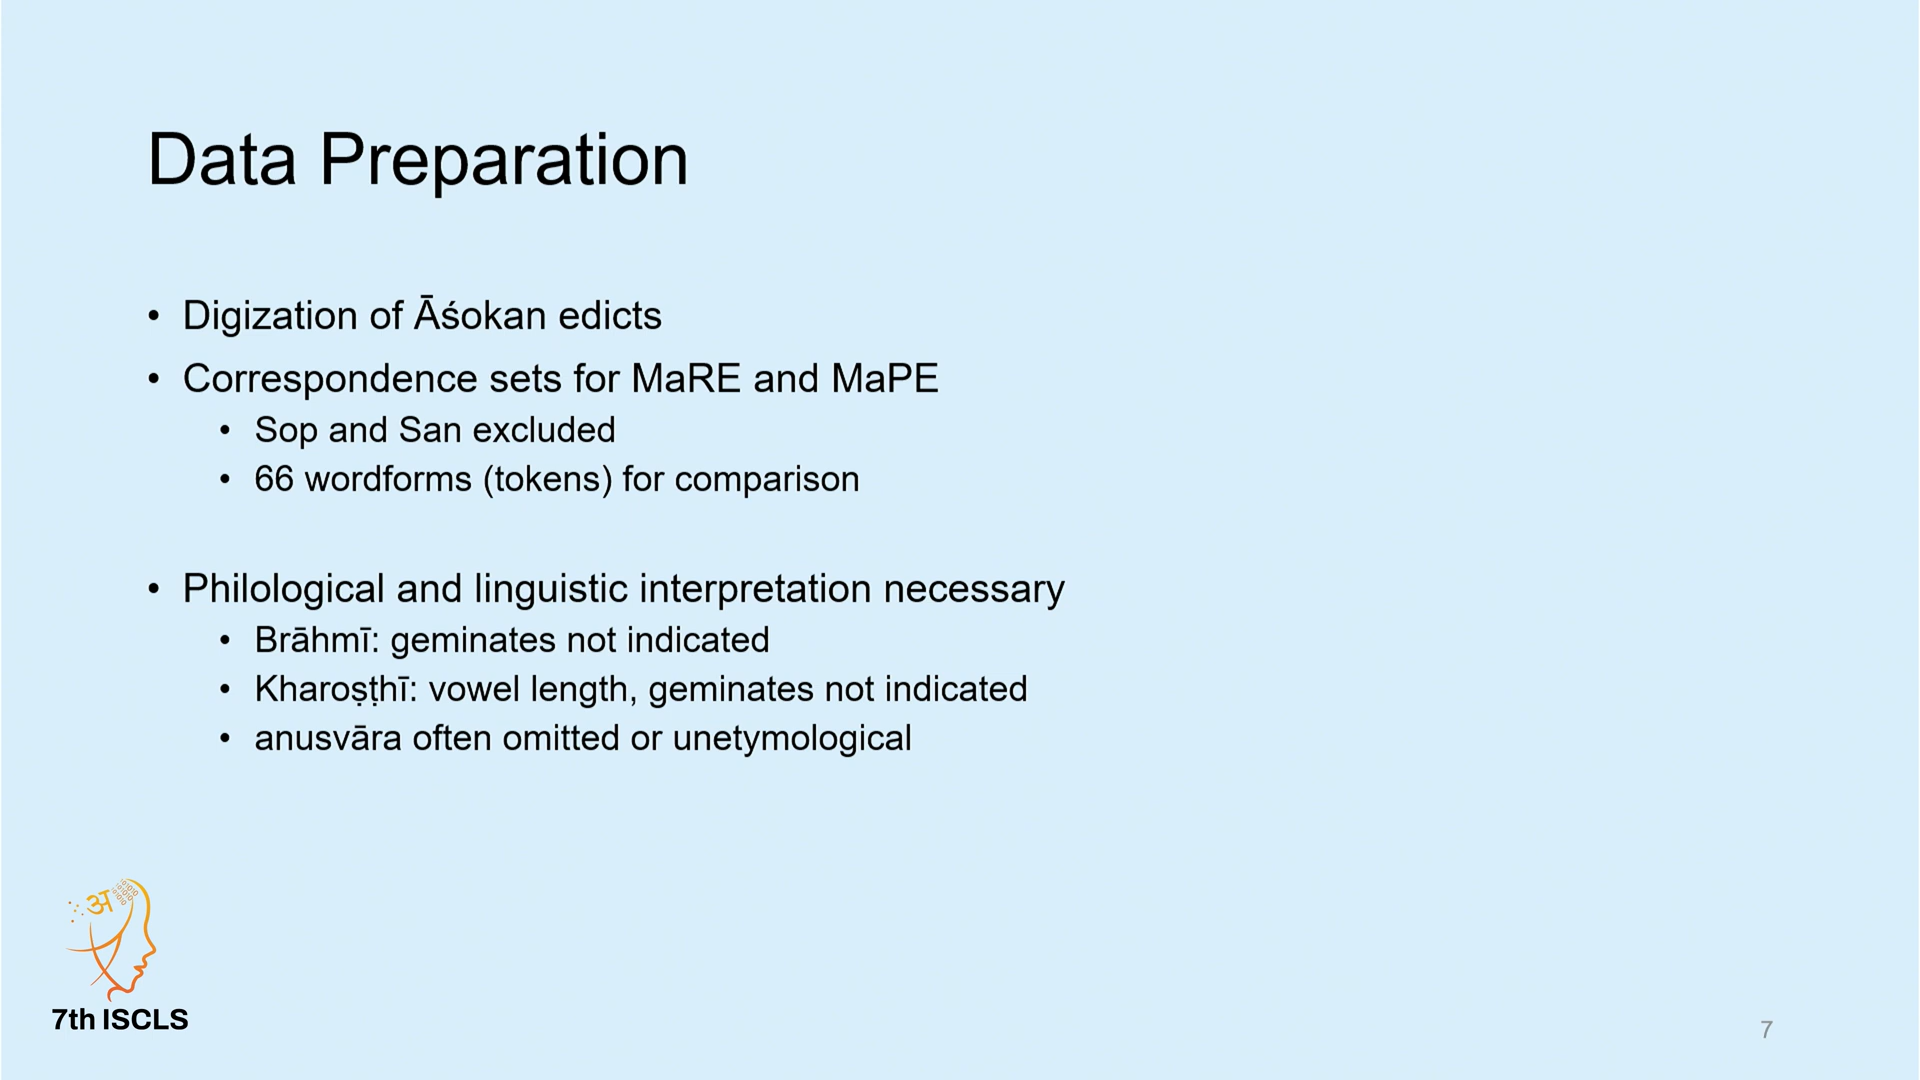 Data Preparation
• Digization of Āśokan edicts
• Correspondence sets for MaRE and MaPE
• Sop and San excluded
• 66 wordforms (tokens) for comparison
• Philological and linguistic interpretation necessary
• Brāhmī: geminates not indicated
• Kharoṣṭhī: vowel length, geminates not indicated
• anusvāra often omitted or unetymological
अ
7th ISCLS
7